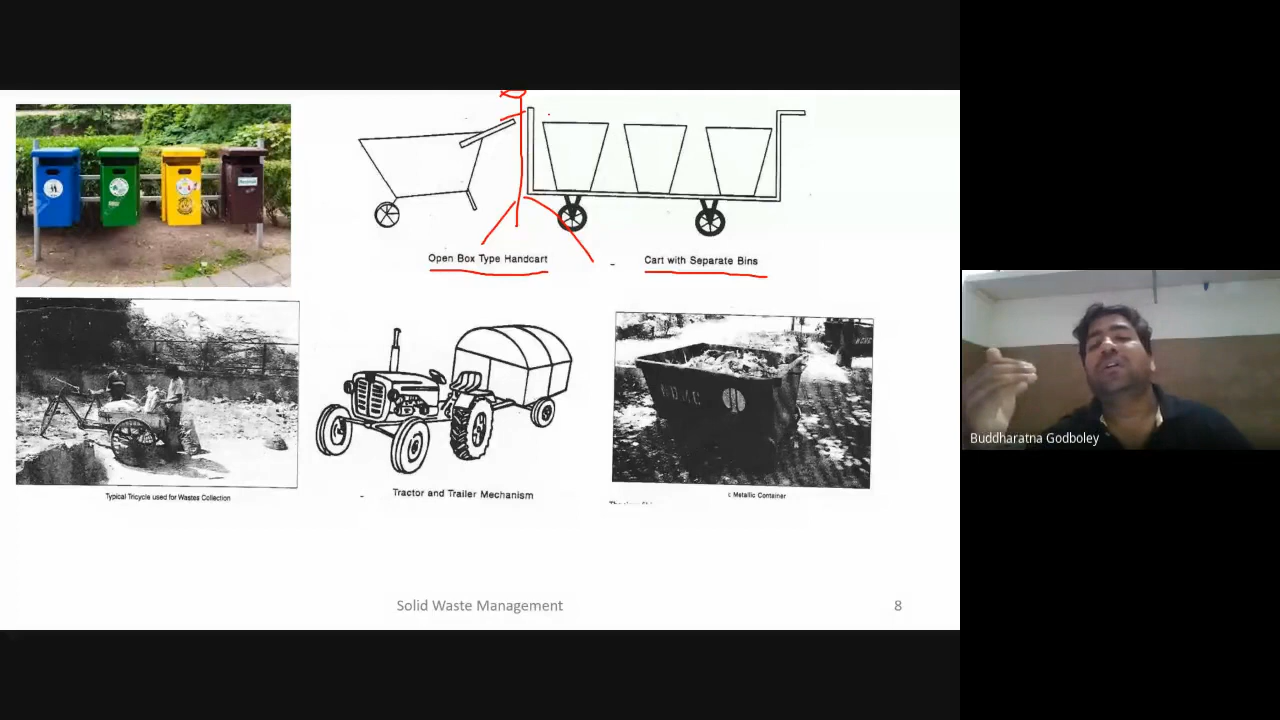 Open Box Type Handcart
Cart with Separate Bins
Typical Tricycle used for Wastes Collection
Tractor and Trailer Mechanism
c Metallic Container
Solid Waste Management
8
Buddharatna Godboley